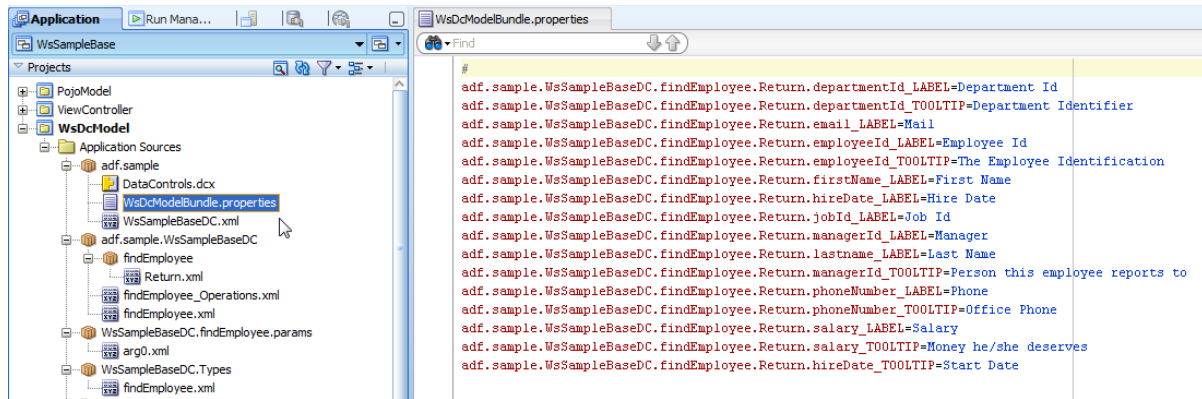 Application
Run Mana...
WsSampleBase
Projects
PojoModel
ViewController
WsDcModel
Application Sources
adf.sample
DataControls.dcx
WsDcModelBundle.properties
WsSampleBaseDC.xml
adf.sample.WsSampleBaseDC
findEmployee
Return.xml
findEmployee_Operations.xml
findEmployee.xml
WsSampleBaseDC.findEmployee.params
arg0.xml
WsSampleBaseDC.Types
findEmployee.xml
WsDcModelBundle.properties
Find
#
adf.sample.WsSampleBaseDC.findEmployee.Return.departmentId_LABEL=Department Id
adf.sample.WsSampleBaseDC.findEmployee.Return.departmentId_TOOLTIP=Department Identifier
adf.sample.WsSampleBaseDC.findEmployee.Return.email_LABEL=Mail
adf.sample.WsSampleBaseDC.findEmployee.Return.employeeId_LABEL=Employee Id
adf.sample.WsSampleBaseDC.findEmployee.Return.employeeId_TOOLTIP=The Employee Identification
adf.sample.WsSampleBaseDC.findEmployee.Return.firstName_LABEL=First Name
adf.sample.WsSampleBaseDC.findEmployee.Return.hireDate_LABEL=Hire Date
adf.sample.WsSampleBaseDC.findEmployee.Return.jobId_LABEL=Job Id
adf.sample.WsSampleBaseDC.findEmployee.Return.managerId_LABEL=Manager
adf.sample.WsSampleBaseDC.findEmployee.Return.lastname_LABEL=Last Name
adf.sample.WsSampleBaseDC.findEmployee.Return.managerId_TOOLTIP=Person this employee reports to
adf.sample.WsSampleBaseDC.findEmployee.Return.phoneNumber_LABEL=Phone
adf.sample.WsSampleBaseDC.findEmployee.Return.phoneNumber_TOOLTIP=Office Phone
adf.sample.WsSampleBaseDC.findEmployee.Return.salary_LABEL=Salary
adf.sample.WsSampleBaseDC.findEmployee.Return.salary_TOOLTIP=Money he/she deserves
adf.sample.WsSampleBaseDC.findEmployee.Return.hireDate_TOOLTIP=Start Date